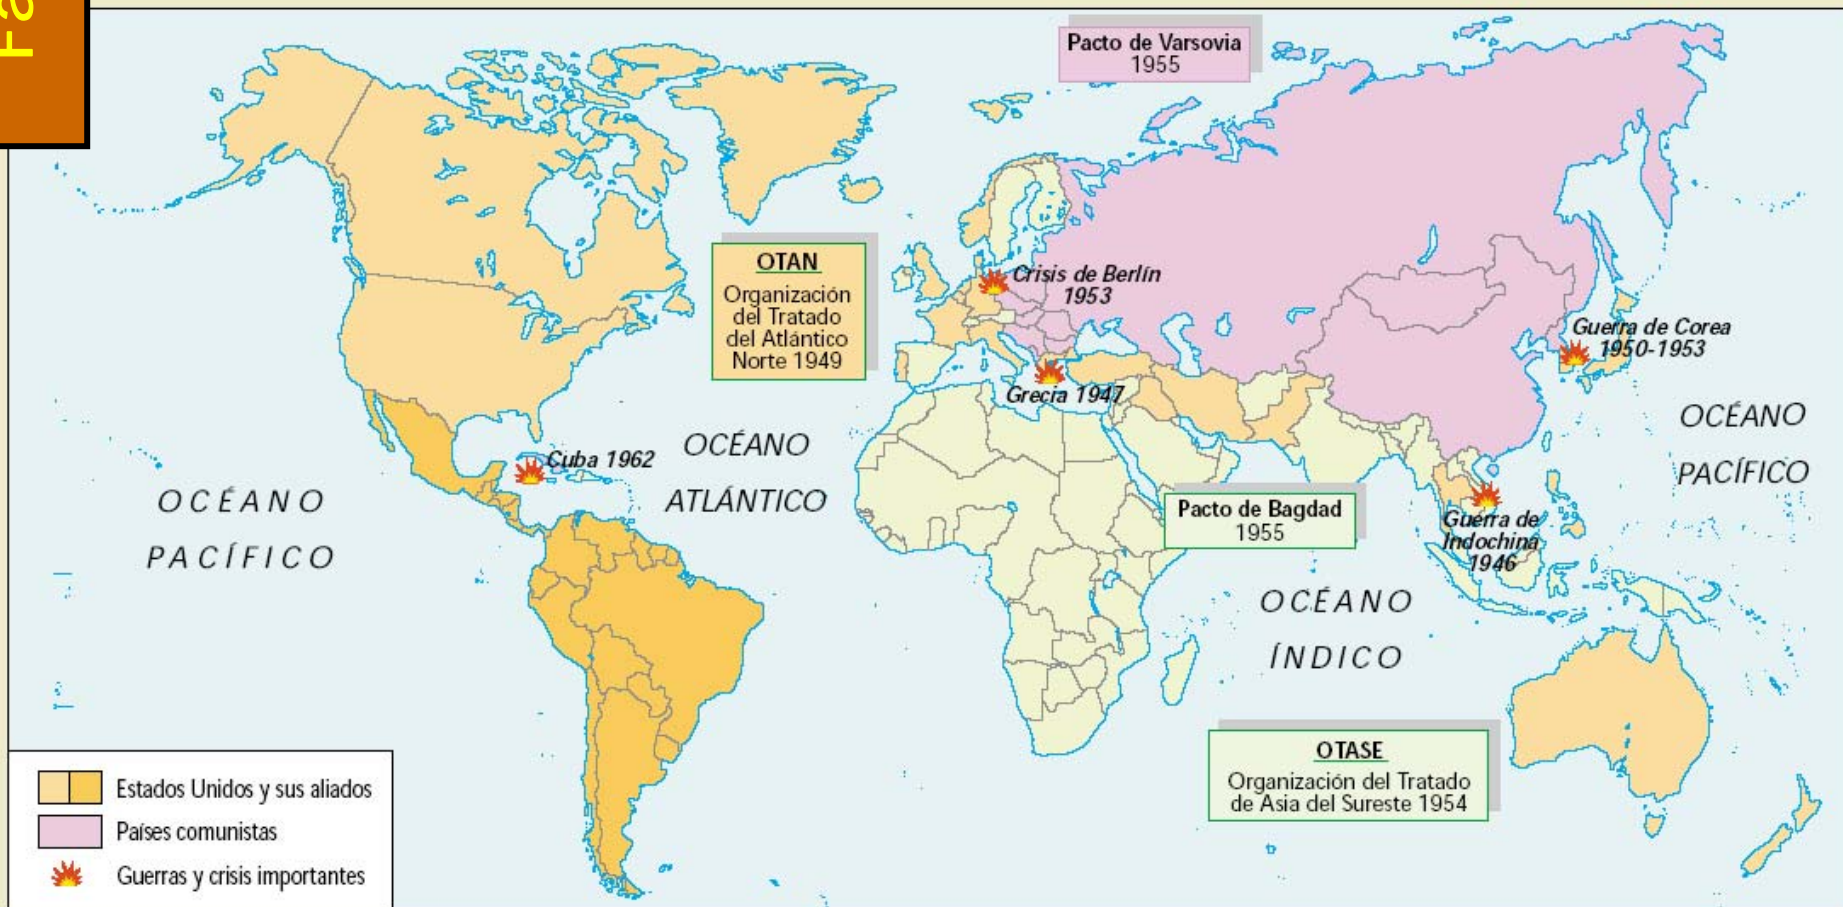 Fa
Pacto de Varsovia
1955
OTAN
Organización
del Tratado
del Atlántico
Norte 1949
Crisis de Berlín
1953
Guerra de Corea
1950-1953
Grecia 1947
OCÉANO
PACÍFICO
OCÉANO
ATLÁNTICO
Cuba 1962
OCÉANO
PACÍFICO
Pacto de Bagdad
1955
Guerra de
Indochina
1946
OCÉANO
ÍNDICO
OTASE
Organización del Tratado
de Asia del Sureste 1954
Estados Unidos y sus aliados
Países comunistas
Guerras y crisis importantes